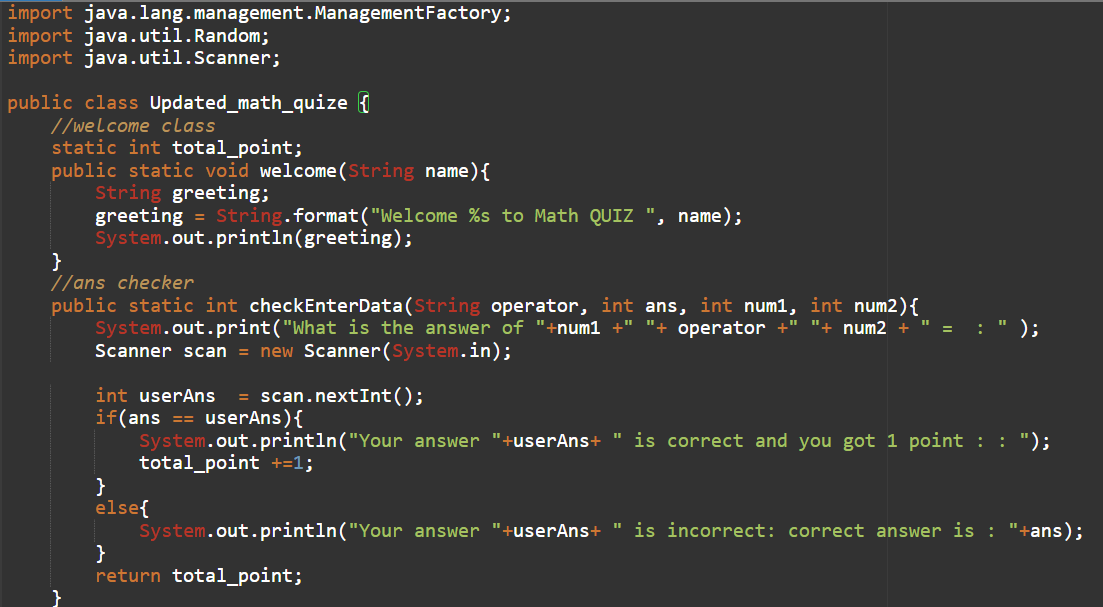 import java.lang.management.ManagementFactory;
import java.util.Random;
import java.util.Scanner;

public class Updated_math_quize {
    //welcome class
    static int total_point;
    public static void welcome(String name){
        String greeting;
        greeting = String.format("Welcome %s to Math QUIZ ", name);
        System.out.println(greeting);
    }
    //ans checker
    public static int checkEnterData(String operator, int ans, int num1, int num2){
        System.out.print("What is the answer of "+num1 +" "+ operator +" "+ num2 + " =  : " );
        Scanner scan = new Scanner(System.in);

        int userAns  = scan.nextInt();
        if(ans == userAns){
            System.out.println("Your answer "+userAns+ " is correct and you got 1 point : : ");
            total_point +=1;
        }
        else{
            System.out.println("Your answer "+userAns+ " is incorrect: correct answer is : "+ans);
        }
        return total_point;
    }